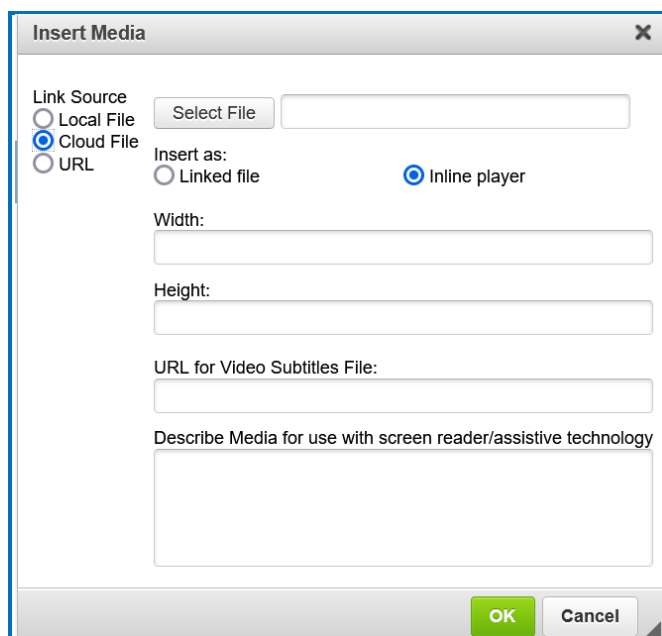 Insert Media
Link Source
Local File
Cloud File
URL
Select File
Insert as:
Linked file
Inline player
Width:
Height:
URL for Video Subtitles File:
Describe Media for use with screen reader/assistive technology
OK
Cancel